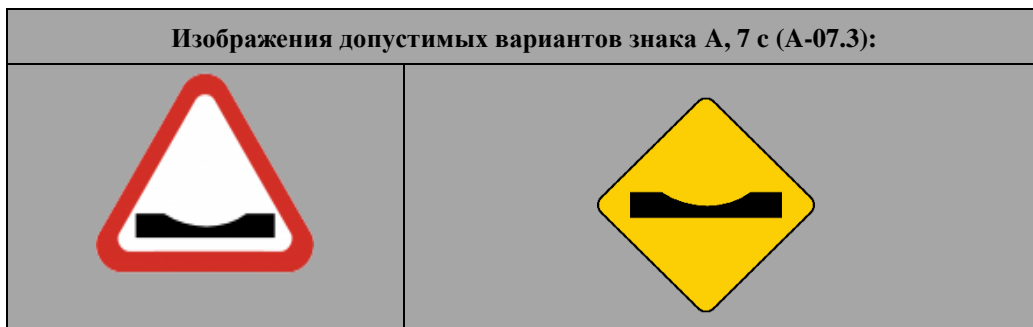 Изображения допустимых вариантов знака А, 7 с (A-07.3):